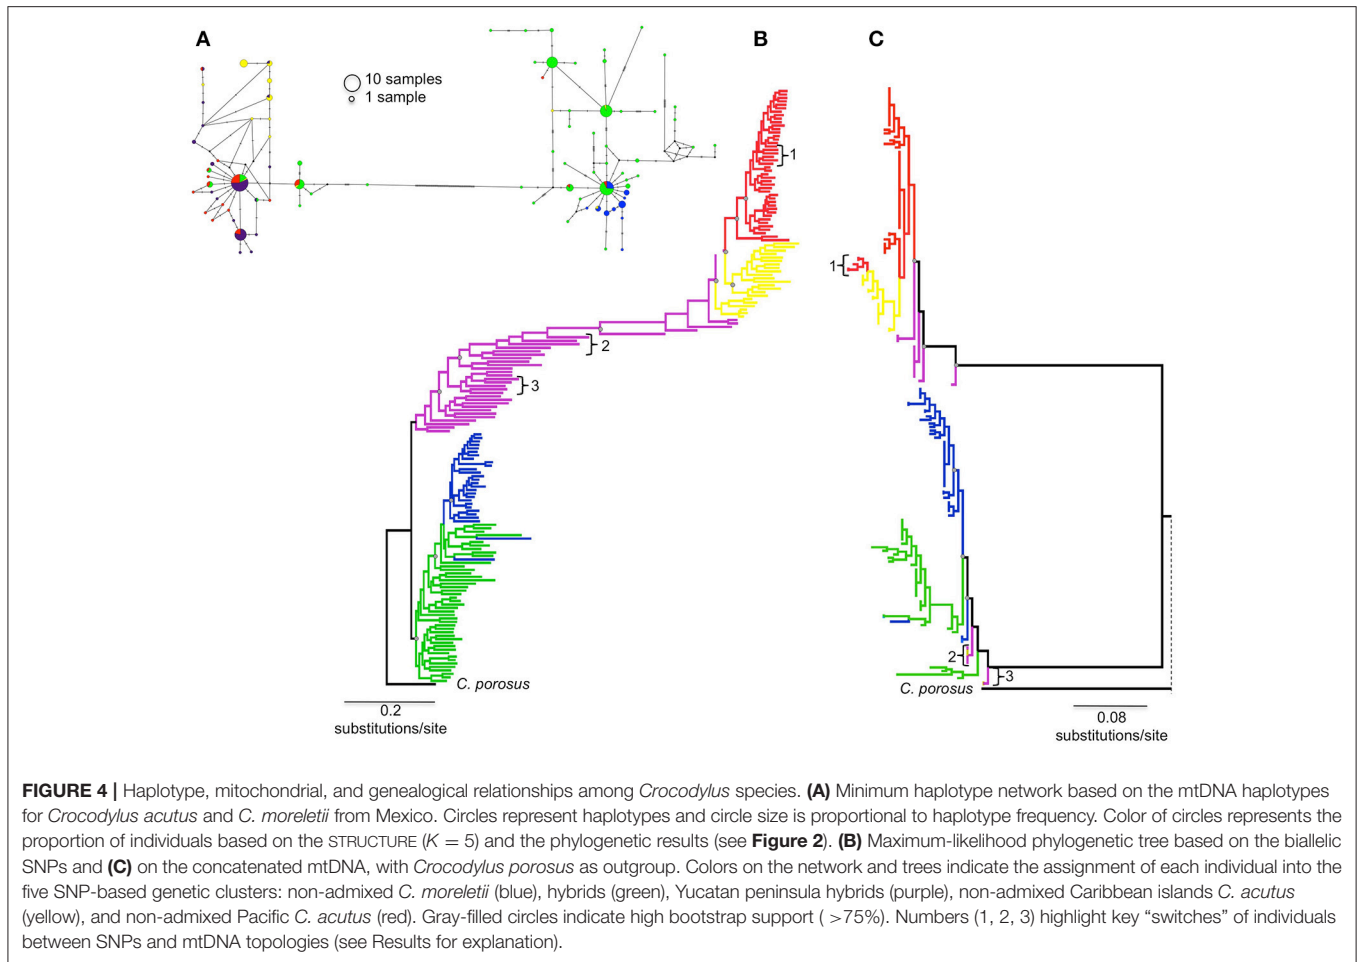 A
B
C
10 samples
1 sample
1
1
2
3
2
3
C. porosus
C. porosus
0.2
substitutions/site
0.08
substitutions/site
FIGURE 4 | Haplotype, mitochondrial, and genealogical relationships among Crocodylus species. (A) Minimum haplotype network based on the mtDNA haplotypes
for Crocodylus acutus and C. moreletii from Mexico. Circles represent haplotypes and circle size is proportional to haplotype frequency. Color of circles represents the
proportion of individuals based on the STRUCTURE (K = 5) and the phylogenetic results (see Figure 2). (B) Maximum-likelihood phylogenetic tree based on the biallelic
SNPs and (C) on the concatenated mtDNA, with Crocodylus porosus as outgroup. Colors on the network and trees indicate the assignment of each individual into the
five SNP-based genetic clusters: non-admixed C. moreletii (blue), hybrids (green), Yucatan peninsula hybrids (purple), non-admixed Caribbean islands C. acutus
(yellow), and non-admixed Pacific C. acutus (red). Gray-filled circles indicate high bootstrap support ( >75%). Numbers (1, 2, 3) highlight key “switches” of individuals
between SNPs and mtDNA topologies (see Results for explanation).